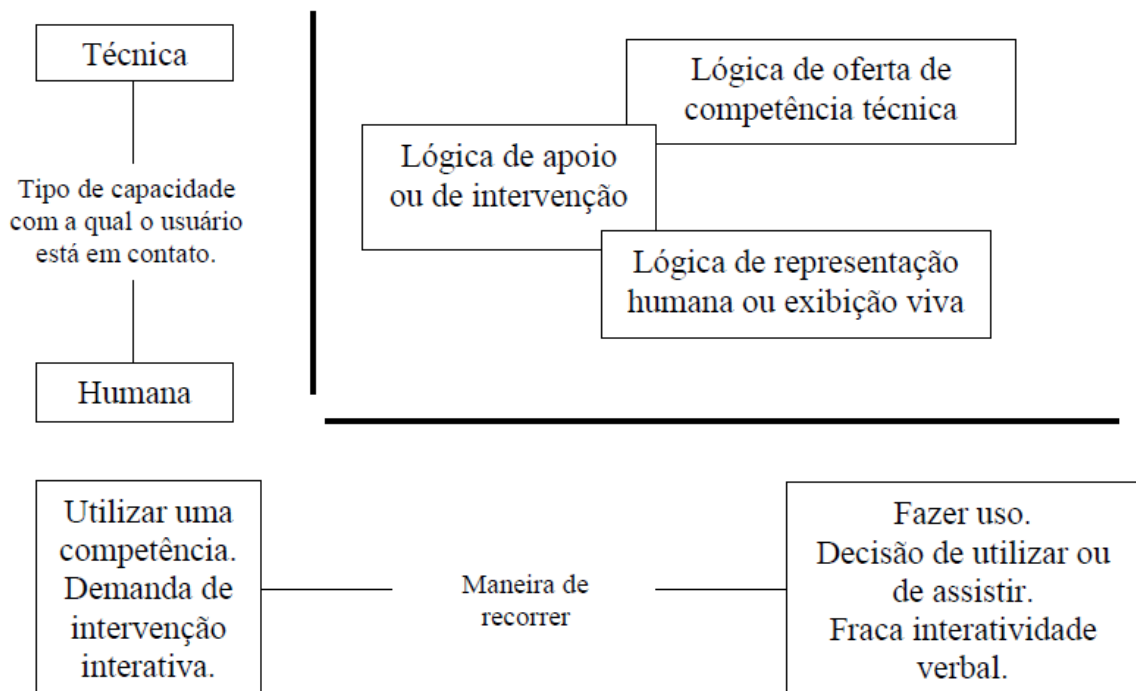 Técnica
Tipo de capacidade
com a qual o usuário
está em contato.
Humana
Lógica de oferta de
competência técnica
Lógica de apoio
ou de intervenção
Lógica de representação
humana ou exibição viva
Utilizar uma
competência.
Demanda de
intervenção
interativa.
Maneira de
recorrer
Fazer uso.
Decisão de utilizar ou
de assistir.
Fraca interatividade
verbal.